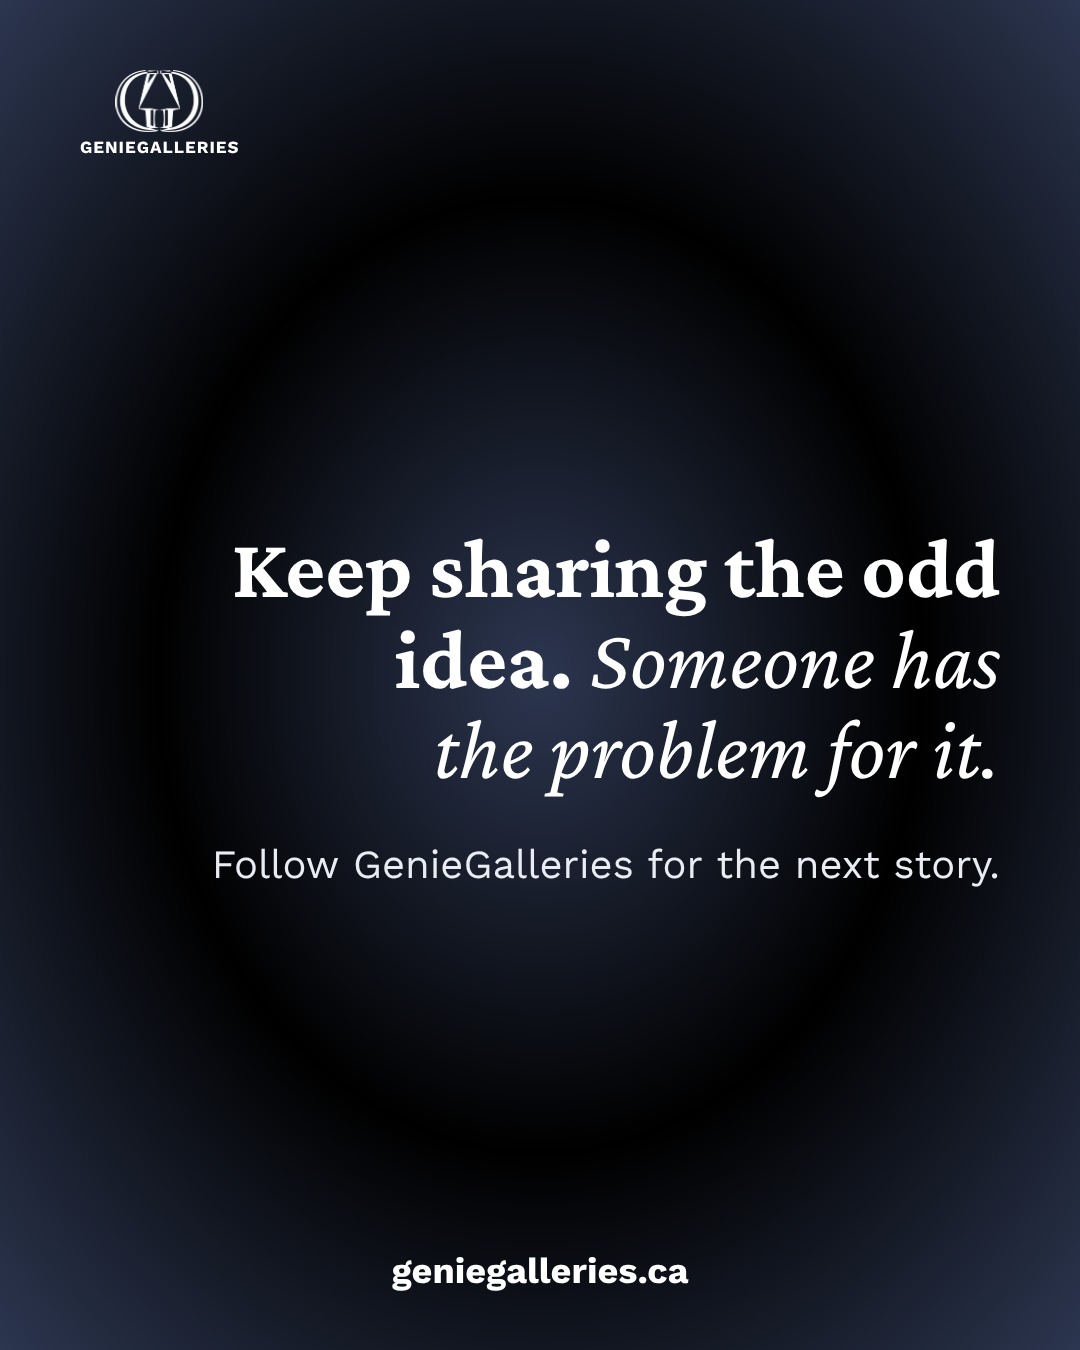 GENIEGALLERIES
Keep sharing the odd
idea. Someone has
the problem for it.
Follow GenieGalleries for the next story.
geniegalleries.ca